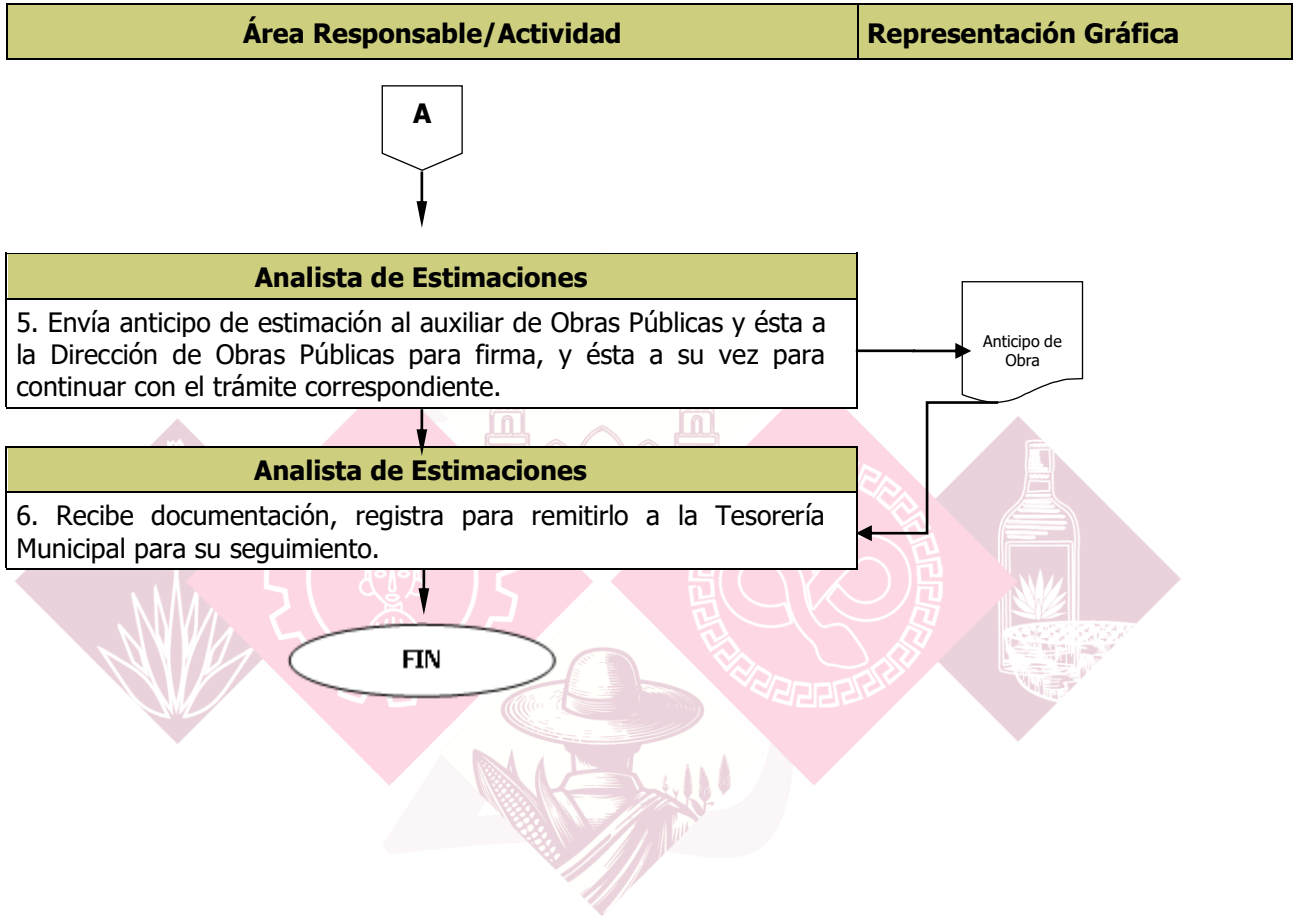 Área Responsable/Actividad
Representación Gráfica
A
Analista de Estimaciones
5. Envía anticipo de estimación al auxiliar de Obras Públicas y ésta a
la Dirección de Obras Públicas para firma, y ésta a su vez para
continuar con el trámite correspondiente.
Anticipo de
Obra
Analista de Estimaciones
6. Recibe documentación, registra para remitirlo a la Tesorería
Municipal para su seguimiento.
FIN